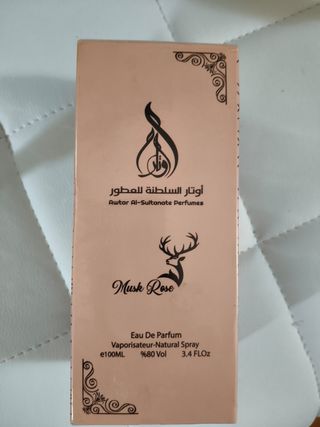 أوتار السلطنة للعطور
Awtar Al-Sultanate Perfumes
Musk Rose
Eau De Parfum
Vaporisateur-Natural Spray
e100ML %80 Vol 3.4 FLOz